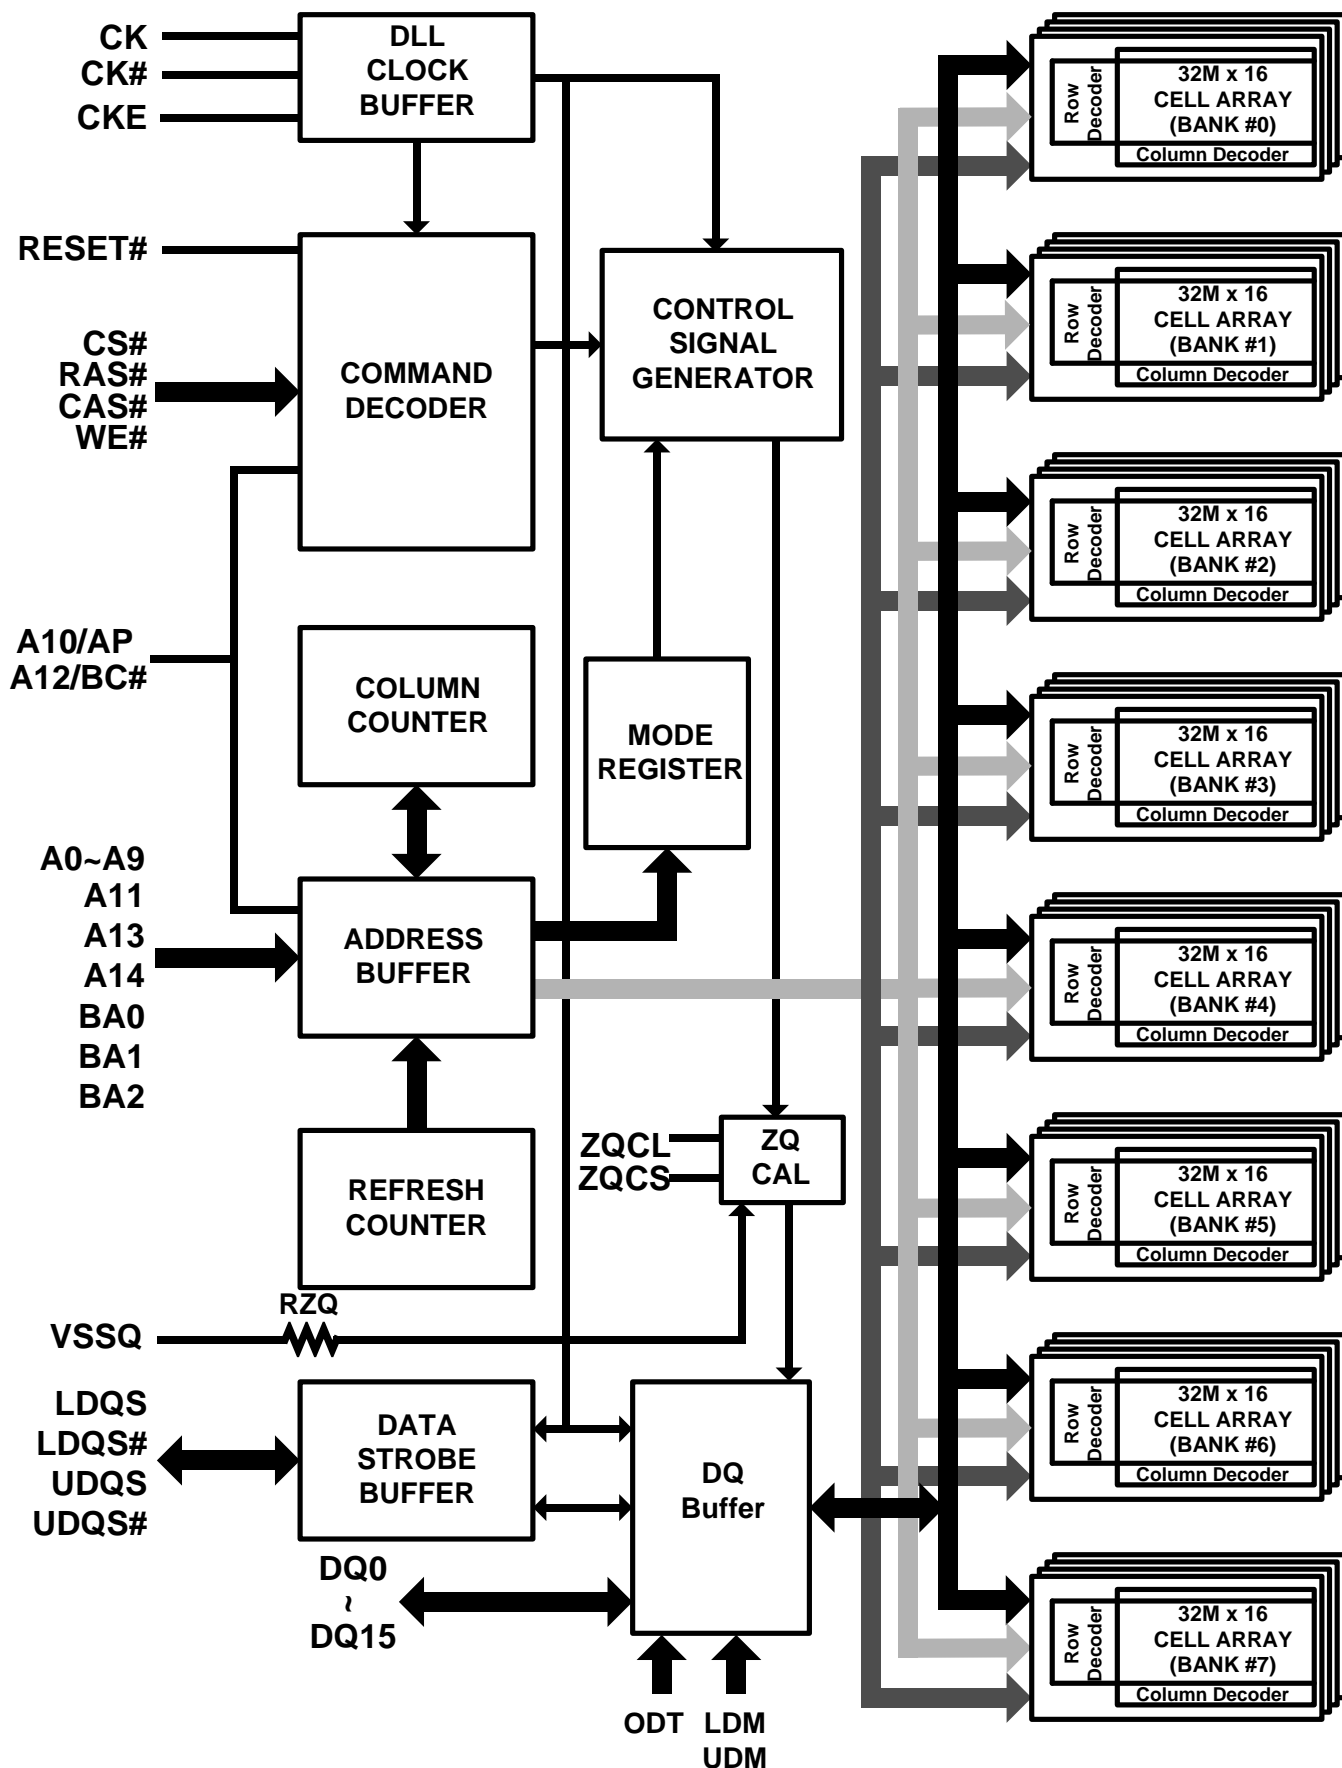 CK
CK#
CKE
DLL
CLOCK
BUFFER
RESET#
CS#
RAS#
CAS#
WE#
COMMAND
DECODER
CONTROL
SIGNAL
GENERATOR
A10/AP
A12/BC#
COLUMN
COUNTER
MODE
REGISTER
A0~A9
A11
A13
A14
BA0
BA1
BA2
ADDRESS
BUFFER
REFRESH
COUNTER
ZQCL
ZQCS
ZQ
CAL
RZQ
VSSQ
LDQS
LDQS#
UDQS
UDQS#
DATA
STROBE
BUFFER
DQ
Buffer
DQ0
~
DQ15
ODT
LDM
UDM
Row
Decoder
32M x 16
CELL ARRAY
(BANK #0)
Column Decoder
Row
Decoder
32M x 16
CELL ARRAY
(BANK #1)
Column Decoder
Row
Decoder
32M x 16
CELL ARRAY
(BANK #2)
Column Decoder
Row
Decoder
32M x 16
CELL ARRAY
(BANK #3)
Column Decoder
Row
Decoder
32M x 16
CELL ARRAY
(BANK #4)
Column Decoder
Row
Decoder
32M x 16
CELL ARRAY
(BANK #5)
Column Decoder
Row
Decoder
32M x 16
CELL ARRAY
(BANK #6)
Column Decoder
Row
Decoder
32M x 16
CELL ARRAY
(BANK #7)
Column Decoder